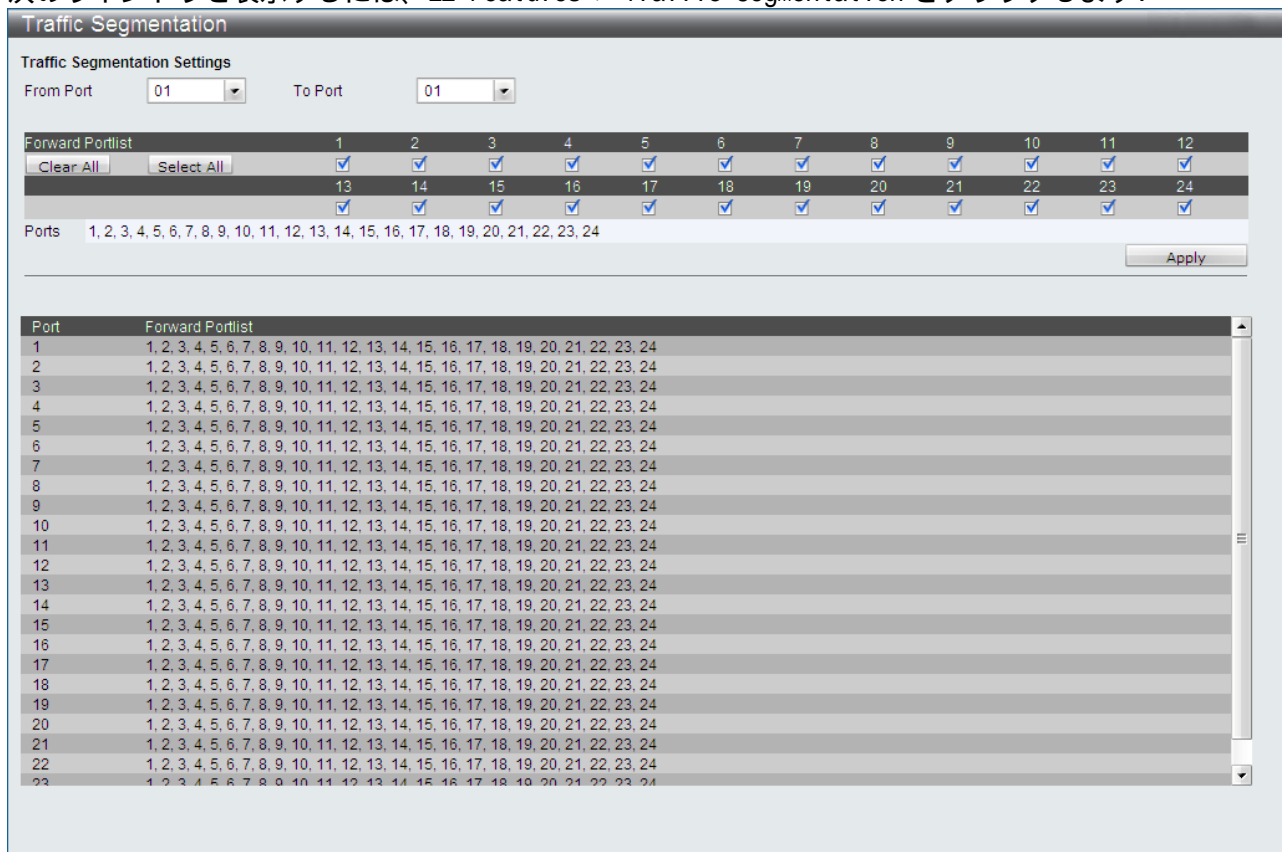 Traffic Segmentation
Traffic Segmentation Settings
From Port 01 To Port 01
Forward Portlist 1 2 3 4 5 6 7 8 9 10 11 12
Clear All Select All
13 14 15 16 17 18 19 20 21 22 23 24
Ports 1, 2, 3, 4, 5, 6, 7, 8, 9, 10, 11, 12, 13, 14, 15, 16, 17, 18, 19, 20, 21, 22, 23, 24
Apply
Port Forward Portlist
1 1, 2, 3, 4, 5, 6, 7, 8, 9, 10, 11, 12, 13, 14, 15, 16, 17, 18, 19, 20, 21, 22, 23, 24
2 1, 2, 3, 4, 5, 6, 7, 8, 9, 10, 11, 12, 13, 14, 15, 16, 17, 18, 19, 20, 21, 22, 23, 24
3 1, 2, 3, 4, 5, 6, 7, 8, 9, 10, 11, 12, 13, 14, 15, 16, 17, 18, 19, 20, 21, 22, 23, 24
4 1, 2, 3, 4, 5, 6, 7, 8, 9, 10, 11, 12, 13, 14, 15, 16, 17, 18, 19, 20, 21, 22, 23, 24
5 1, 2, 3, 4, 5, 6, 7, 8, 9, 10, 11, 12, 13, 14, 15, 16, 17, 18, 19, 20, 21, 22, 23, 24
6 1, 2, 3, 4, 5, 6, 7, 8, 9, 10, 11, 12, 13, 14, 15, 16, 17, 18, 19, 20, 21, 22, 23, 24
7 1, 2, 3, 4, 5, 6, 7, 8, 9, 10, 11, 12, 13, 14, 15, 16, 17, 18, 19, 20, 21, 22, 23, 24
8 1, 2, 3, 4, 5, 6, 7, 8, 9, 10, 11, 12, 13, 14, 15, 16, 17, 18, 19, 20, 21, 22, 23, 24
9 1, 2, 3, 4, 5, 6, 7, 8, 9, 10, 11, 12, 13, 14, 15, 16, 17, 18, 19, 20, 21, 22, 23, 24
10 1, 2, 3, 4, 5, 6, 7, 8, 9, 10, 11, 12, 13, 14, 15, 16, 17, 18, 19, 20, 21, 22, 23, 24
11 1, 2, 3, 4, 5, 6, 7, 8, 9, 10, 11, 12, 13, 14, 15, 16, 17, 18, 19, 20, 21, 22, 23, 24
12 1, 2, 3, 4, 5, 6, 7, 8, 9, 10, 11, 12, 13, 14, 15, 16, 17, 18, 19, 20, 21, 22, 23, 24
13 1, 2, 3, 4, 5, 6, 7, 8, 9, 10, 11, 12, 13, 14, 15, 16, 17, 18, 19, 20, 21, 22, 23, 24
14 1, 2, 3, 4, 5, 6, 7, 8, 9, 10, 11, 12, 13, 14, 15, 16, 17, 18, 19, 20, 21, 22, 23, 24
15 1, 2, 3, 4, 5, 6, 7, 8, 9, 10, 11, 12, 13, 14, 15, 16, 17, 18, 19, 20, 21, 22, 23, 24
16 1, 2, 3, 4, 5, 6, 7, 8, 9, 10, 11, 12, 13, 14, 15, 16, 17, 18, 19, 20, 21, 22, 23, 24
17 1, 2, 3, 4, 5, 6, 7, 8, 9, 10, 11, 12, 13, 14, 15, 16, 17, 18, 19, 20, 21, 22, 23, 24
18 1, 2, 3, 4, 5, 6, 7, 8, 9, 10, 11, 12, 13, 14, 15, 16, 17, 18, 19, 20, 21, 22, 23, 24
19 1, 2, 3, 4, 5, 6, 7, 8, 9, 10, 11, 12, 13, 14, 15, 16, 17, 18, 19, 20, 21, 22, 23, 24
20 1, 2, 3, 4, 5, 6, 7, 8, 9, 10, 11, 12, 13, 14, 15, 16, 17, 18, 19, 20, 21, 22, 23, 24
21 1, 2, 3, 4, 5, 6, 7, 8, 9, 10, 11, 12, 13, 14, 15, 16, 17, 18, 19, 20, 21, 22, 23, 24
22 1, 2, 3, 4, 5, 6, 7, 8, 9, 10, 11, 12, 13, 14, 15, 16, 17, 18, 19, 20, 21, 22, 23, 24
23 1, 2, 3, 4, 5, 6, 7, 8, 9, 10, 11, 12, 13, 14, 15, 16, 17, 18, 19, 20, 21, 22, 23, 24